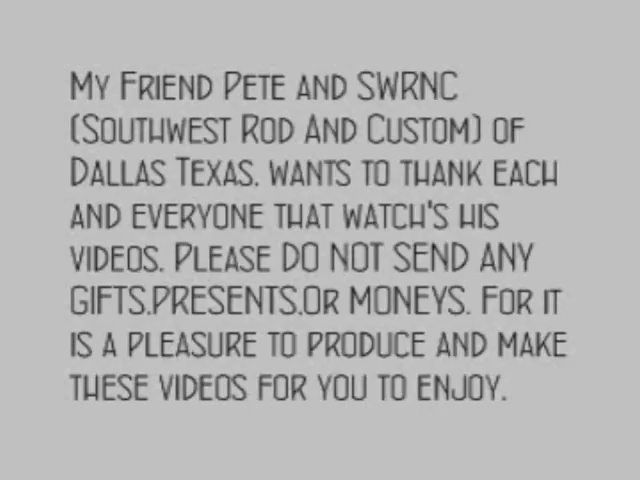 My Friend Pete and SWRNC
(Southwest Rod And Custom) of
Dallas Texas. wants to thank each
and everyone that watch's his
videos. Please DO NOT SEND ANY
GIFTS.PRESENTS.Or MONEYS. For it
is a pleasure to produce and make
these videos for you to enjoy.